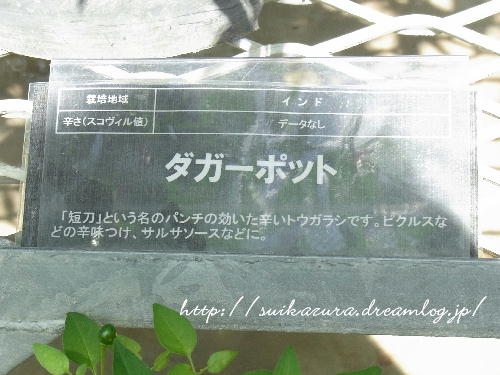 栽培地域 インド
辛さ(スコヴィル値) データなし
ダガーポット
「短刀」という名のパンチの効いた辛いトウガラシです。ピクルスな
どの辛味つけ、サルサソースなどに。
http://suikazura.dreamlog.jp/